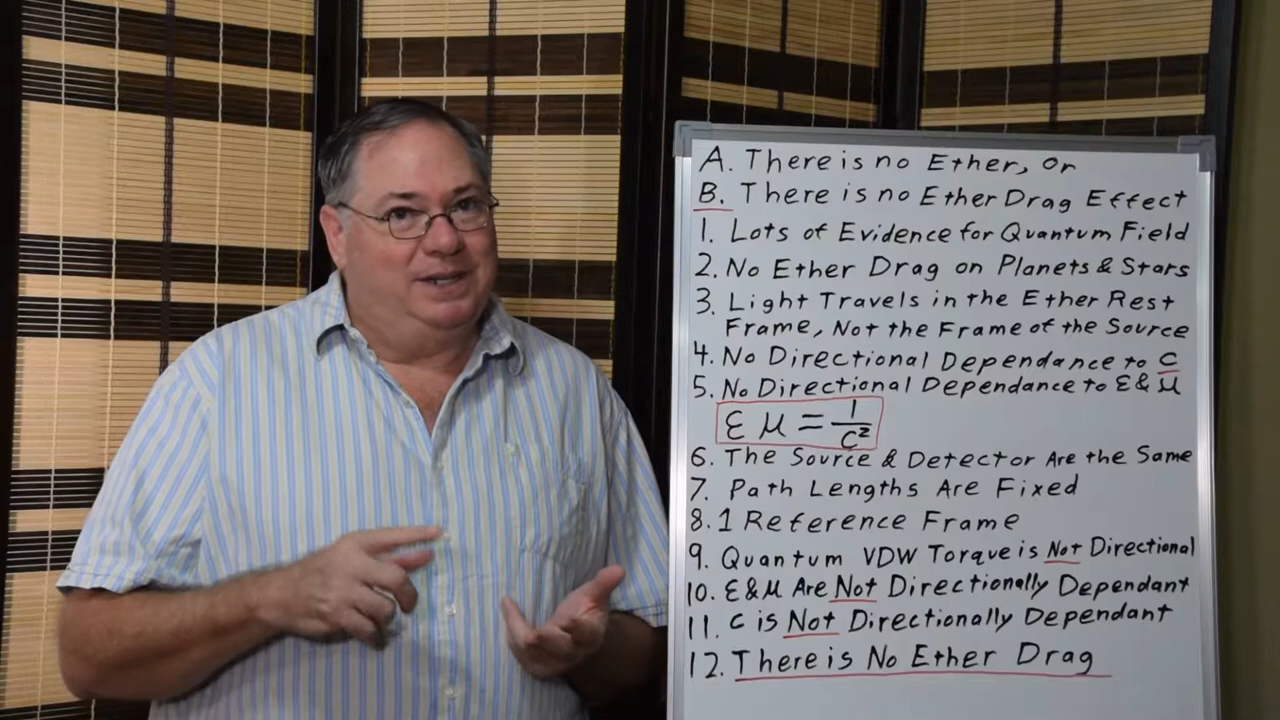 A. There is no Ether, or
B. There is no Ether Drag Effect
1. Lots of Evidence for Quantum Field
2. No Ether Drag on Planets & Stars
3. Light Travels in the Ether Rest
Frame, Not the Frame of the Source
4. No Directional Dependance to c
5. No Directional Dependance to ε & μ
ε μ = 1/c²
6. The Source & Detector Are the Same
7. Path Lengths Are Fixed
8. 1 Reference Frame
9. Quantum VDW Torque is Not Directional
10. ε & μ Are Not Directionally Dependant
11. c is Not Directionally Dependant
12. There is No Ether Drag